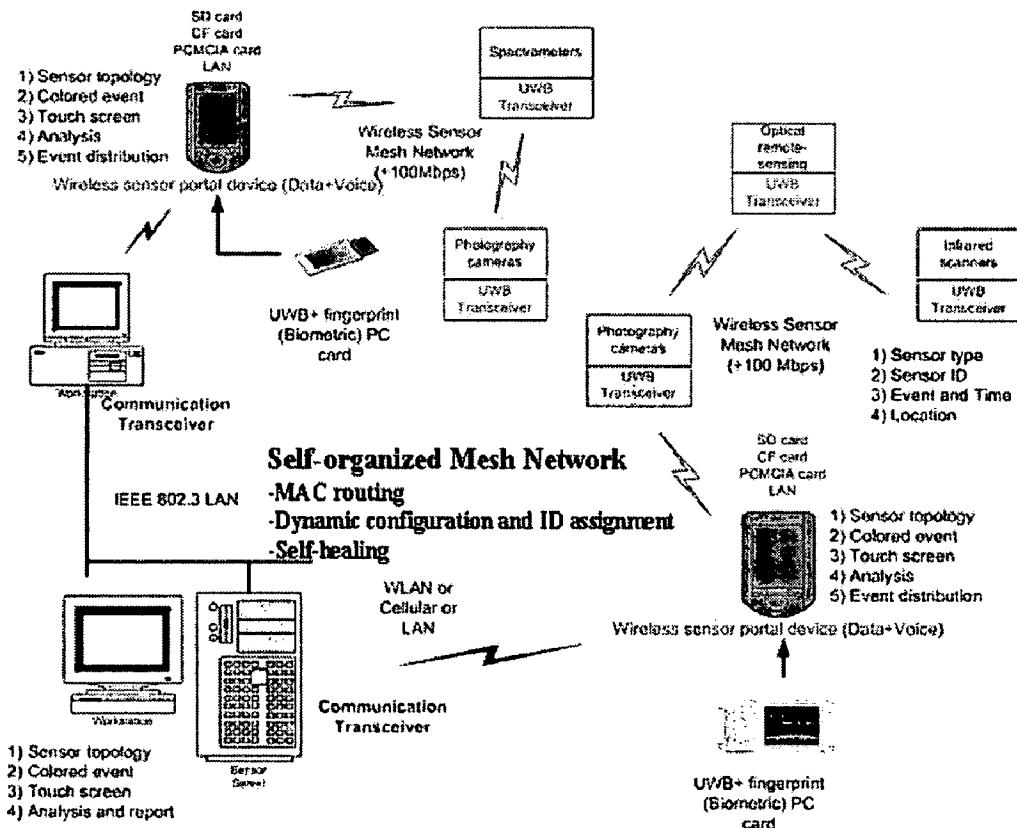 SD card
CF card
PCMCIA card
LAN
1) Sensor topology
2) Colored event
3) Touch screen
4) Analysis
5) Event distribution
Wireless sensor portal device (Data+Voice)
Spectrometers
UWB
Transceiver
Wireless Sensor
Mesh Network
(+100Mbps)
Photography
cameras
UWB
Transceiver
UWB+ fingerprint
(Biometric) PC
card
Optical
remote-
sensing
UWB
Transceiver
Infrared
scanners
UWB
Transceiver
Photography
cameras
UWB
Transceiver
Wireless Sensor
Mesh Network
(+100 Mbps)
1) Sensor type
2) Sensor ID
3) Event and Time
4) Location
Workstation
Communication
Transceiver
IEEE 802.3 LAN
Self-organized Mesh Network
-MAC routing
-Dynamic configuration and ID assignment
-Self-healing
SD card
CF card
PCMCIA card
LAN
1) Sensor topology
2) Colored event
3) Touch screen
4) Analysis
5) Event distribution
Wireless sensor portal device (Data+Voice)
WLAN or
Cellular or
LAN
Communication
Transceiver
Workstation
Sensor
Server
1) Sensor topology
2) Colored event
3) Touch screen
4) Analysis and report
UWB+ fingerprint
(Biometric) PC
card